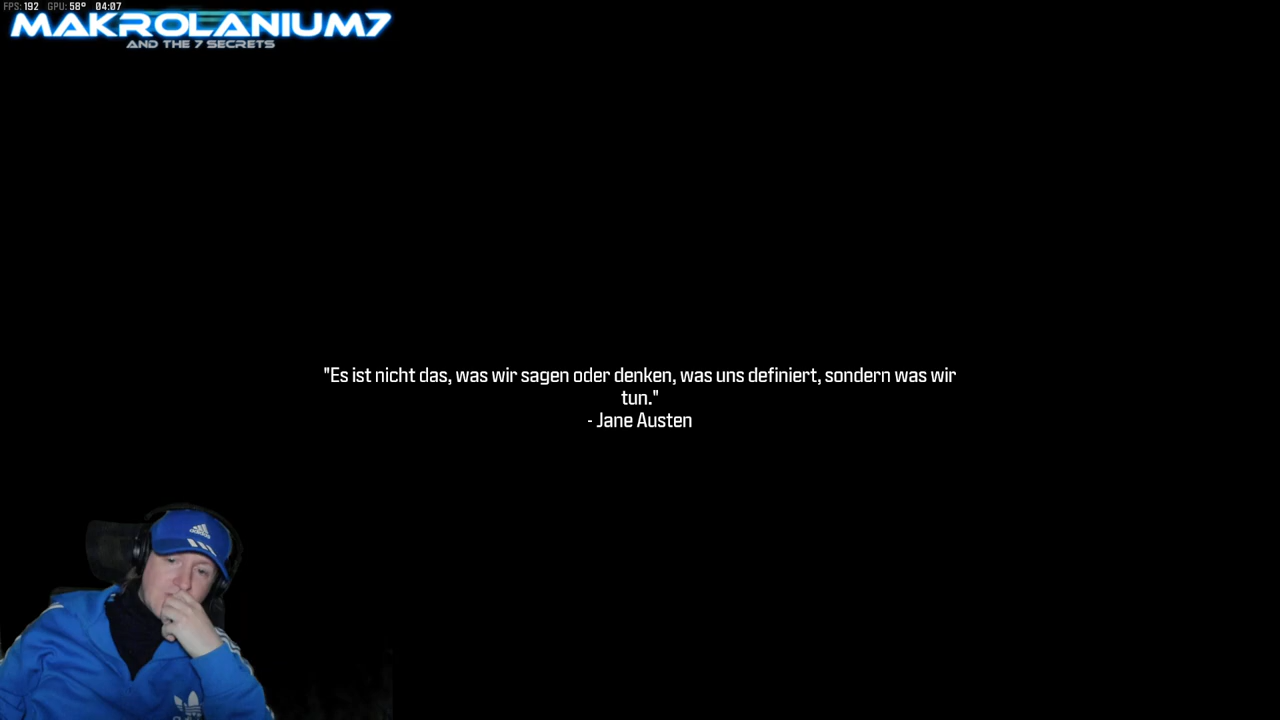 FPS: 192 GPU: 58° 04:07
MAKROLANIUM7
AND THE 7 SECRETS
"Es ist nicht das, was wir sagen oder denken, was uns definiert, sondern was wir
tun."
- Jane Austen
adidas